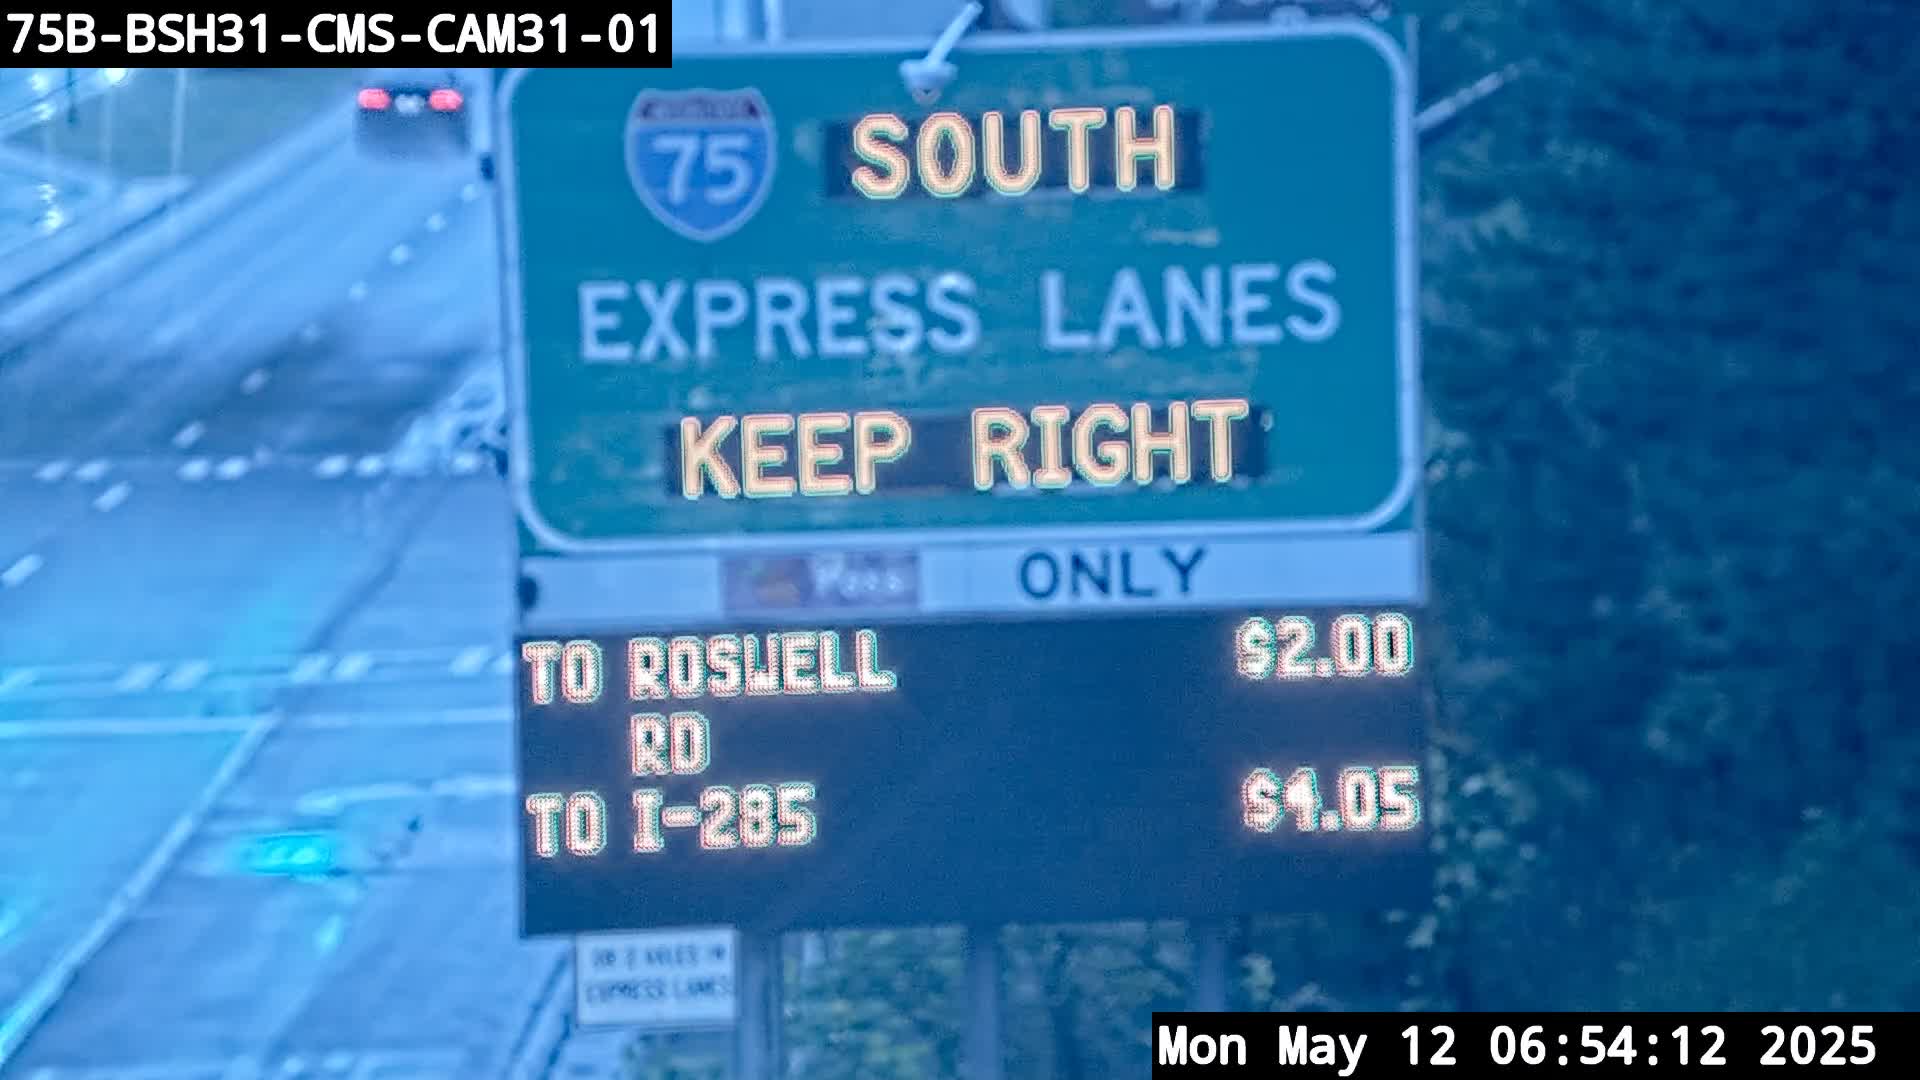 75B-BSH31-CMS-CAM31-01
75 SOUTH
EXPRESS LANES
KEEP RIGHT
Pass ONLY
TO ROSWELL $2.00
RD
TO I-285 $4.05
EXPRESS LANES
Mon May 12 06:54:12 2025